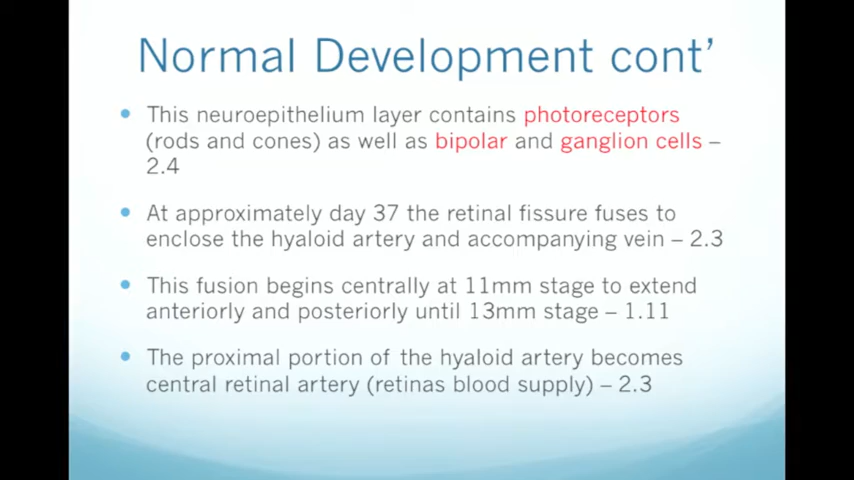 Normal Development cont’
• This neuroepithelium layer contains photoreceptors
(rods and cones) as well as bipolar and ganglion cells –
2.4
• At approximately day 37 the retinal fissure fuses to
enclose the hyaloid artery and accompanying vein – 2.3
• This fusion begins centrally at 11mm stage to extend
anteriorly and posteriorly until 13mm stage – 1.11
• The proximal portion of the hyaloid artery becomes
central retinal artery (retinas blood supply) – 2.3